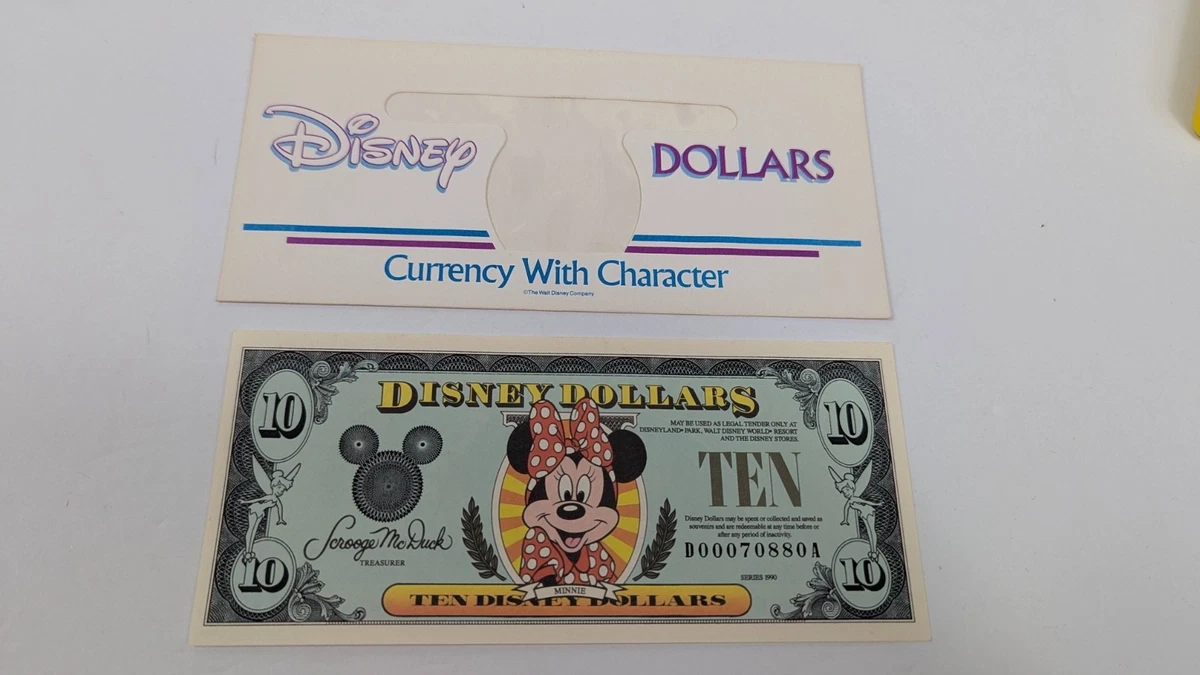 Disney DOLLARS
Currency With Character
©The Walt Disney Company
10
10
DISNEY DOLLARS
MAY BE USED AS LEGAL TENDER ONLY AT
DISNEYLAND® PARK, WALT DISNEY WORLD® RESORT
AND THE DISNEY STORES.
TEN
Disney Dollars may be spent or collected and saved as
souvenirs and are redeemable at any time before or
after any period of inactivity.
D00070880A
Scrooge McDuck
TREASURER
SERIES 1990
10
10
MINNIE
TEN DISNEY DOLLARS